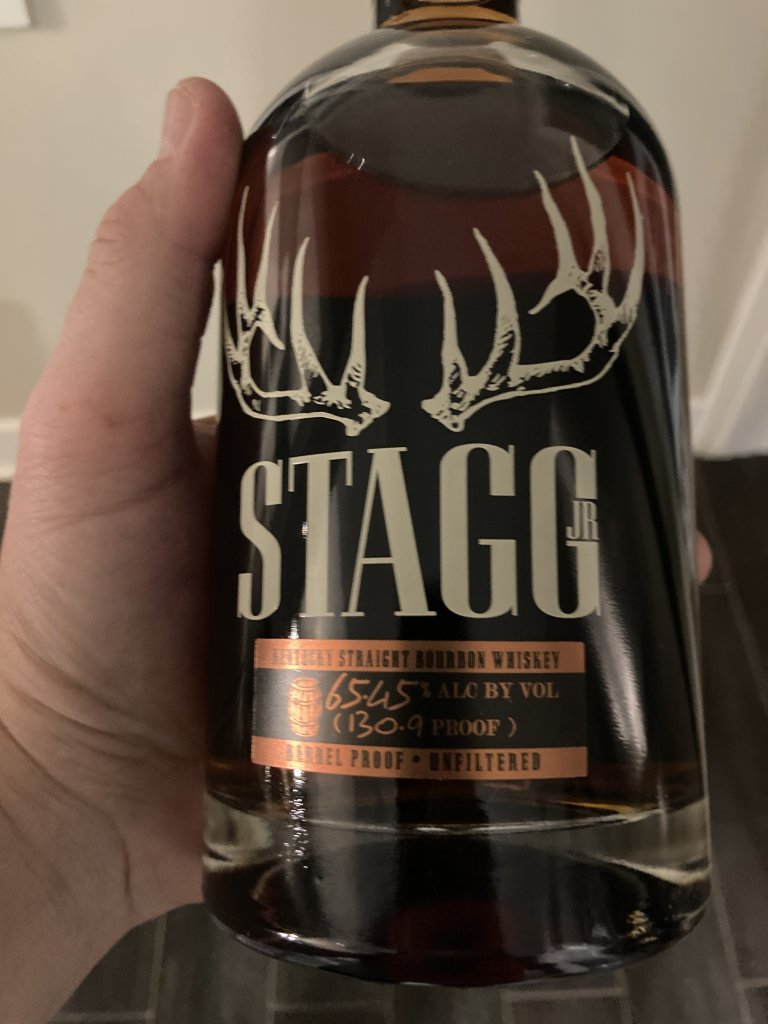 STAGG JR
KENTUCKY STRAIGHT BOURBON WHISKEY
65.45% ALC BY VOL
(130.9 PROOF)
BARREL PROOF • UNFILTERED